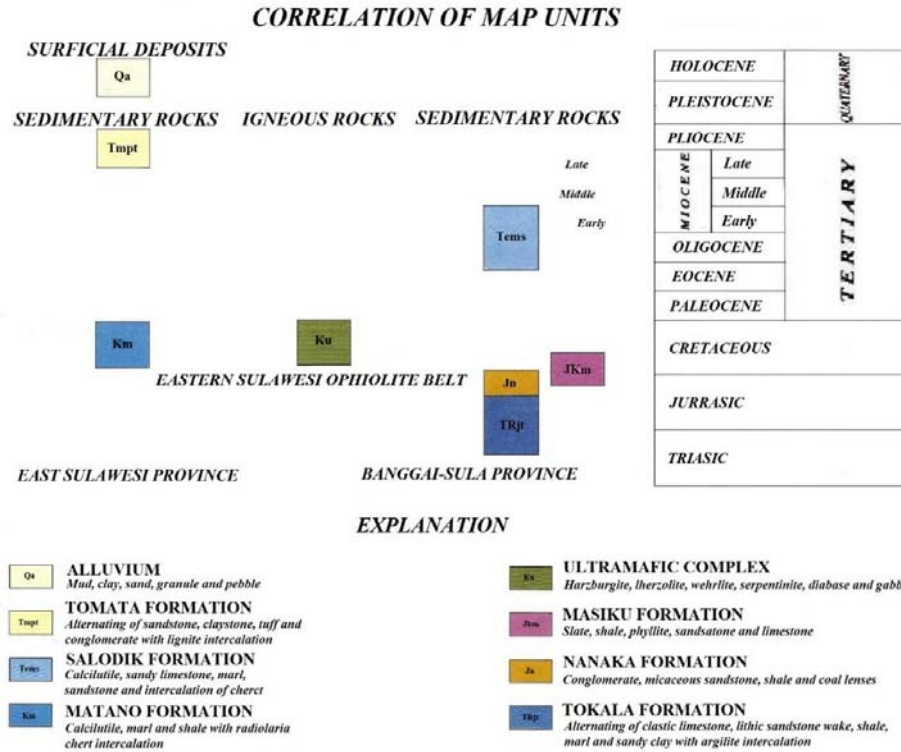 CORRELATION OF MAP UNITS
SURFICIAL DEPOSITS
Qa
SEDIMENTARY ROCKS
IGNEOUS ROCKS
SEDIMENTARY ROCKS
Tmpt
Late
Middle
Early
Tems
Km
Ku
EASTERN SULAWESI OPHIOLITE BELT
JKm
Jn
TRjt
EAST SULAWESI PROVINCE
BANGGAI-SULA PROVINCE
HOLOCENE
PLEISTOCENE
QUATERNARY
PLIOCENE
MIOCENE
Late
Middle
Early
OLIGOCENE
EOCENE
PALEOCENE
TERTIARY
CRETACEOUS
JURRASIC
TRIASIC
EXPLANATION
Qa
ALLUVIUM
Mud, clay, sand, granule and pebble
Tmpt
TOMATA FORMATION
Alternating of sandstone, claystone, tuff and
conglomerate with lignite intercalation
Tems
SALODIK FORMATION
Calcilutile, sandy limestone, marl,
sandstone and intercalation of cherct
Km
MATANO FORMATION
Calcilutile, marl and shale with radiolaria
chert intercalation
Ku
ULTRAMAFIC COMPLEX
Harzburgite, lherzolite, wehrlite, serpentinite, diabase and gabb
MASIKU FORMATION
Slate, shale, phyllite, sandsatone and limestone
Jn
NANAKA FORMATION
Conglomerate, micaceous sandstone, shale and coal lenses
TOKALA FORMATION
Alternating of clastic limestone, lithic sandstone wake, shale,
marl and sandy clay with argilite intercalation